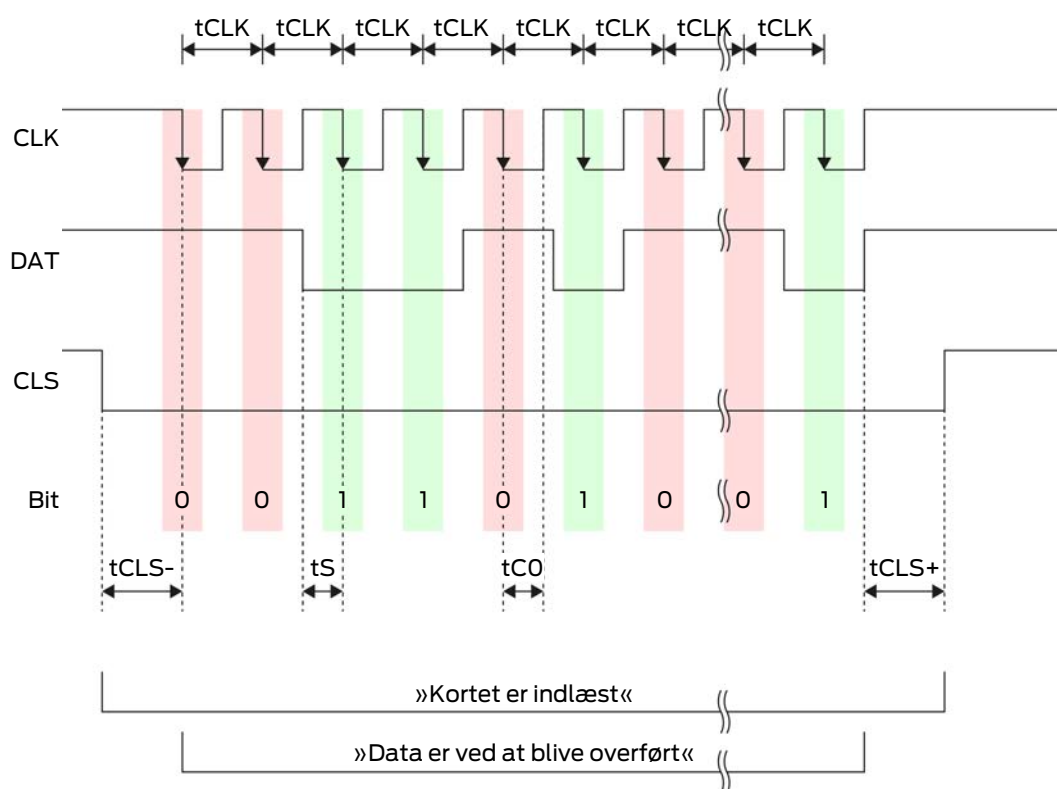 tCLK tCLK tCLK tCLK tCLK tCLK tCLK tCLK
CLK
DAT
CLS
Bit 0 0 1 1 0 1 0 0 1
tCLS- tS tC0 tCLS+
»Kortet er indlæst«
»Data er ved at blive overført«